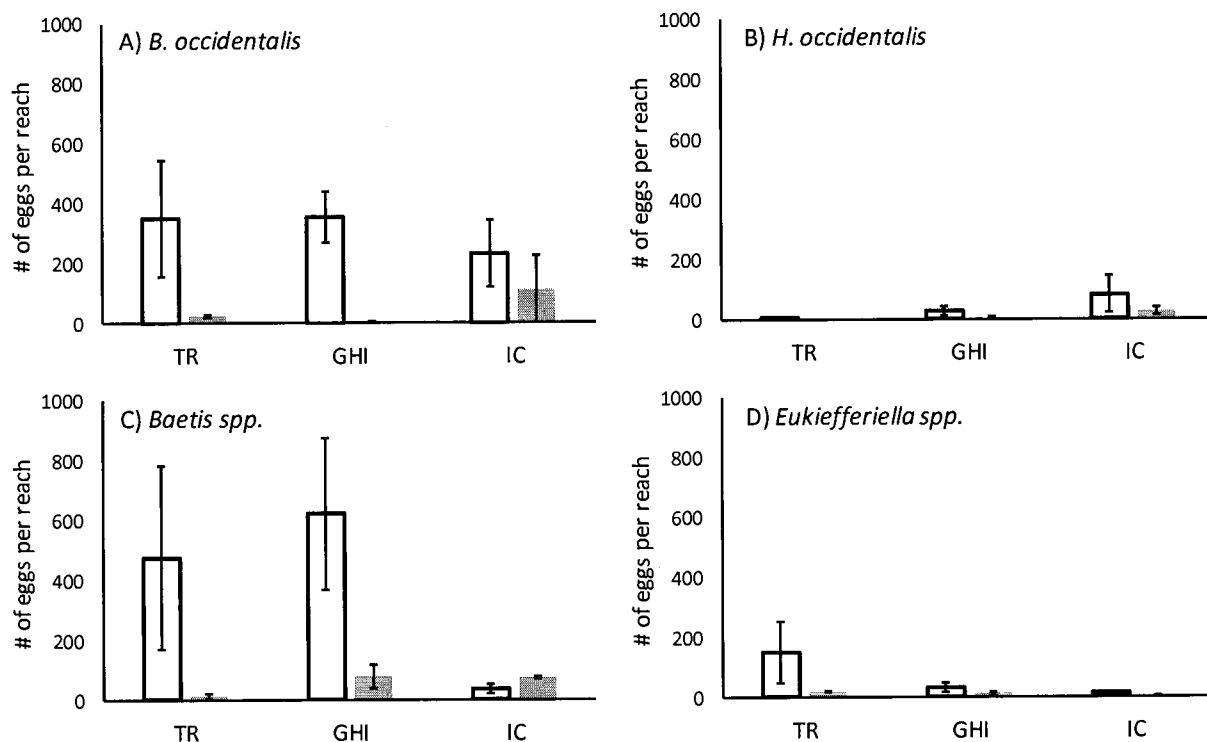 A) B. occidentalis
# of eggs per reach
1000
800
600
400
200
0
TR GHI IC
B) H. occidentalis
# of eggs per reach
1000
800
600
400
200
0
TR GHI IC
C) Baetis spp.
# of eggs per reach
1000
800
600
400
200
0
TR GHI IC
D) Eukiefferiella spp.
# of eggs per reach
1000
800
600
400
200
0
TR GHI IC